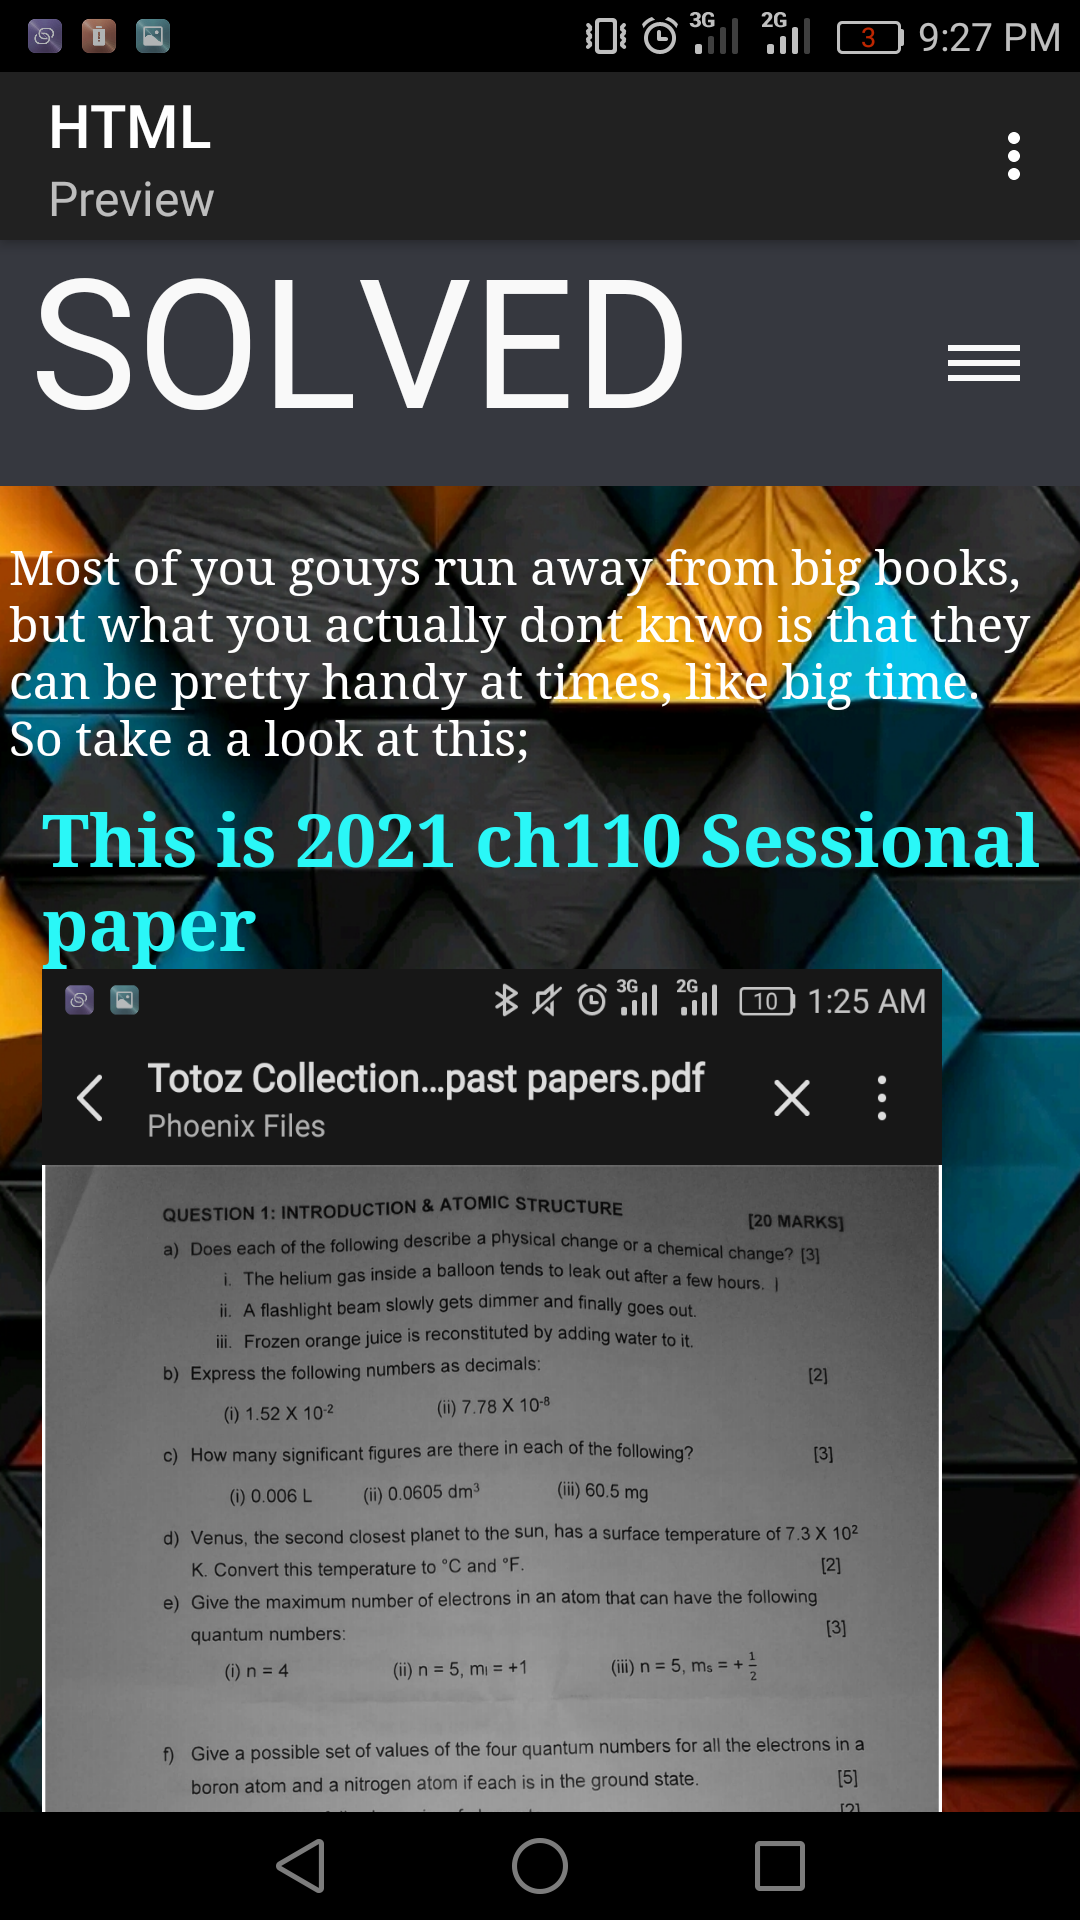 3G 2G 3 9:27 PM
HTML
Preview
SOLVED
Most of you gouys run away from big books,
but what you actually dont knwo is that they
can be pretty handy at times, like big time.
So take a a look at this;
This is 2021 ch110 Sessional
paper
3G 2G 10 1:25 AM
Totoz Collection...past papers.pdf
Phoenix Files
QUESTION 1: INTRODUCTION & ATOMIC STRUCTURE [20 MARKS]
a) Does each of the following describe a physical change or a chemical change? [3]
i. The helium gas inside a balloon tends to leak out after a few hours.
ii. A flashlight beam slowly gets dimmer and finally goes out.
iii. Frozen orange juice is reconstituted by adding water to it.
b) Express the following numbers as decimals: [2]
(i) 1.52 X 10⁻² (ii) 7.78 X 10⁻⁸
c) How many significant figures are there in each of the following? [3]
(i) 0.006 L (ii) 0.0605 dm³ (iii) 60.5 mg
d) Venus, the second closest planet to the sun, has a surface temperature of 7.3 X 10²
K. Convert this temperature to °C and °F. [2]
e) Give the maximum number of electrons in an atom that can have the following
quantum numbers: [3]
(i) n = 4 (ii) n = 5, mₗ = +1 (iii) n = 5, mₛ = + 1/2
f) Give a possible set of values of the four quantum numbers for all the electrons in a
boron atom and a nitrogen atom if each is in the ground state. [5]
[2]